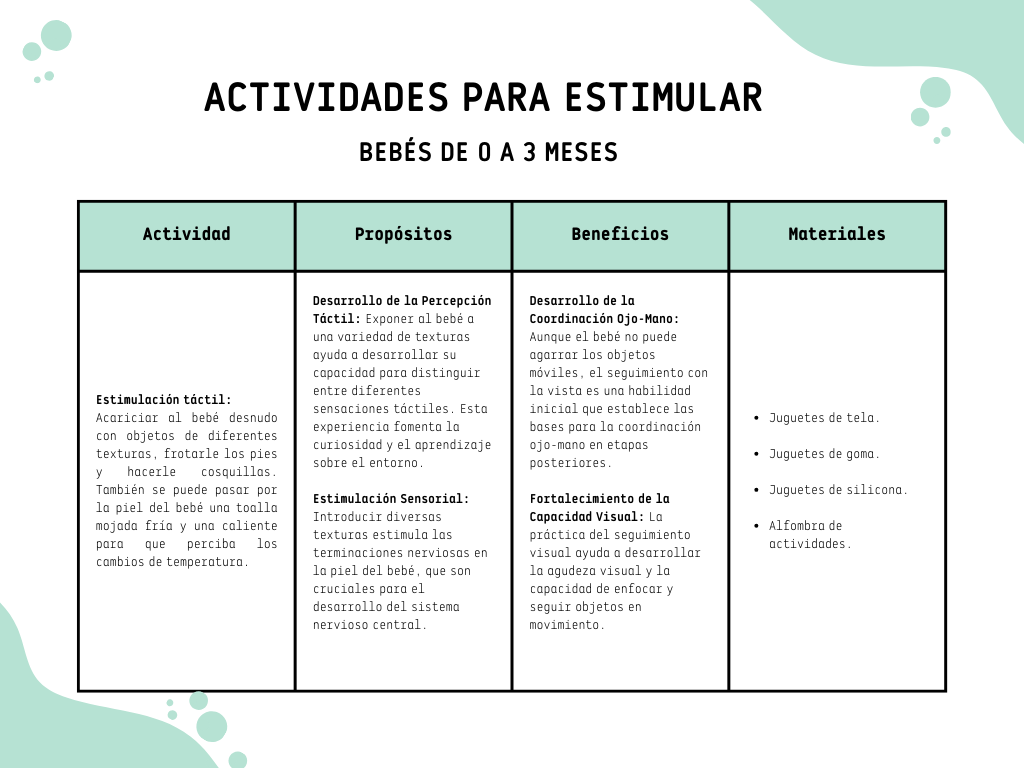 ACTIVIDADES PARA ESTIMULAR
BEBÉS DE 0 A 3 MESES
Actividad
Propósitos
Beneficios
Materiales
Estimulación táctil:
Acariciar al bebé desnudo
con objetos de diferentes
texturas, frotarle los pies
y hacerle cosquillas.
También se puede pasar por
la piel del bebé una toalla
mojada fría y una caliente
para que perciba los
cambios de temperatura.
Desarrollo de la Percepción
Táctil: Exponer al bebé a
una variedad de texturas
ayuda a desarrollar su
capacidad para distinguir
entre diferentes
sensaciones táctiles. Esta
experiencia fomenta la
curiosidad y el aprendizaje
sobre el entorno.
Estimulación Sensorial:
Introducir diversas
texturas estimula las
terminaciones nerviosas en
la piel del bebé, que son
cruciales para el
desarrollo del sistema
nervioso central.
Desarrollo de la
Coordinación Ojo-Mano:
Aunque el bebé no puede
agarrar los objetos
móviles, el seguimiento con
la vista es una habilidad
inicial que establece las
bases para la coordinación
ojo-mano en etapas
posteriores.
Fortalecimiento de la
Capacidad Visual: La
práctica del seguimiento
visual ayuda a desarrollar
la agudeza visual y la
capacidad de enfocar y
seguir objetos en
movimiento.
• Juguetes de tela.
• Juguetes de goma.
• Juguetes de silicona.
• Alfombra de
actividades.